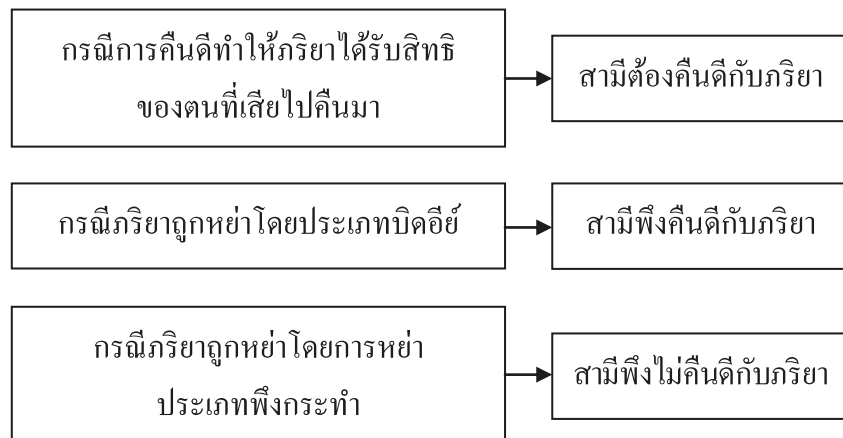 กรณีการคืนดีทำให้ภริยาได้รับสิทธิ
ของตนที่เสียไปคืนมา
สามีต้องคืนดีกับภริยา
กรณีภริยาถูกหย่าโดยประเภทบิดอีย์
สามีพึงคืนดีกับภริยา
กรณีภริยาถูกหย่าโดยการหย่า
ประเภทพึงกระทำ
สามีพึงไม่คืนดีกับภริยา